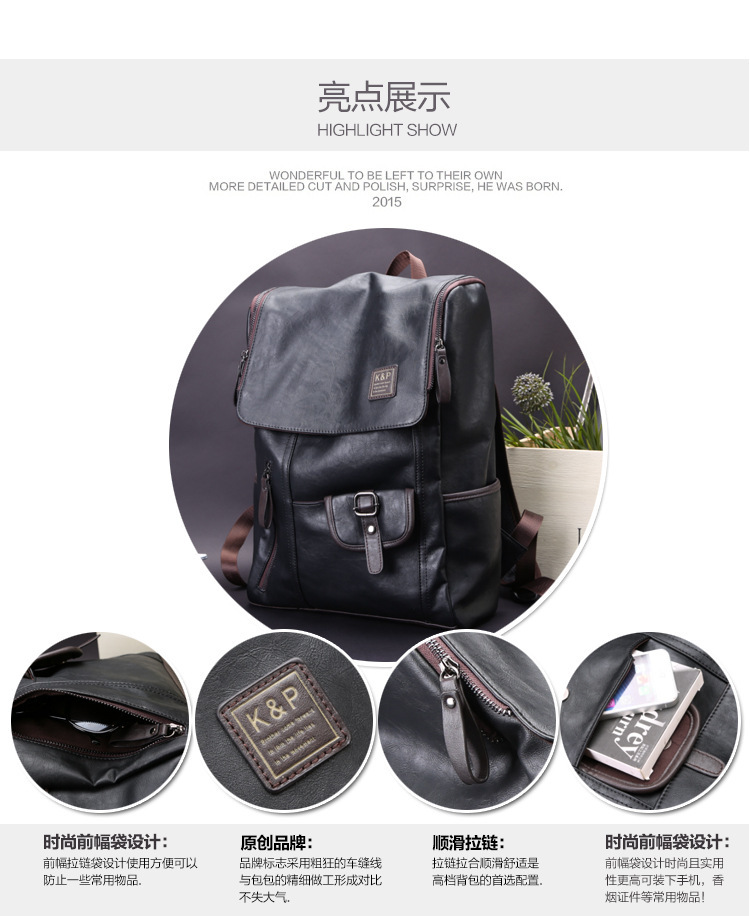 亮点展示
HIGHLIGHT SHOW
WONDERFUL TO BE LEFT TO THEIR OWN
MORE DETAILED CUT AND POLISH, SURPRISE, HE WAS BORN.
2015
K&P
K&P
drey
时尚前幅袋设计：
前幅拉链袋设计使用方便可以
防止一些常用物品.
原创品牌：
品牌标志采用粗狂的车缝线
与包包的精细做工形成对比
不失大气.
顺滑拉链：
拉链拉合顺滑舒适是
高档背包的首选配置.
时尚前幅袋设计：
前幅袋设计时尚且实用
性更高可装下手机，香
烟证件等常用物品！